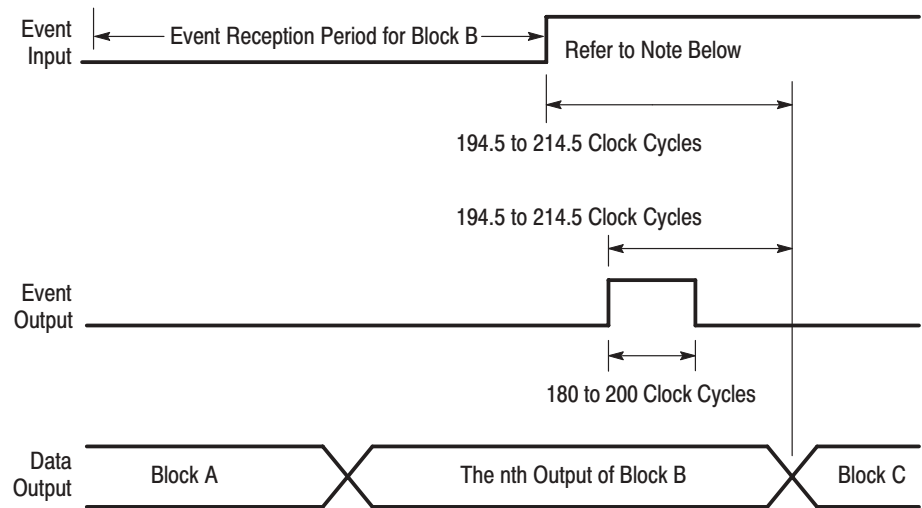 Event
Input
Event Reception Period for Block B
Refer to Note Below
194.5 to 214.5 Clock Cycles
194.5 to 214.5 Clock Cycles
Event
Output
180 to 200 Clock Cycles
Data
Output
Block A
The nth Output of Block B
Block C